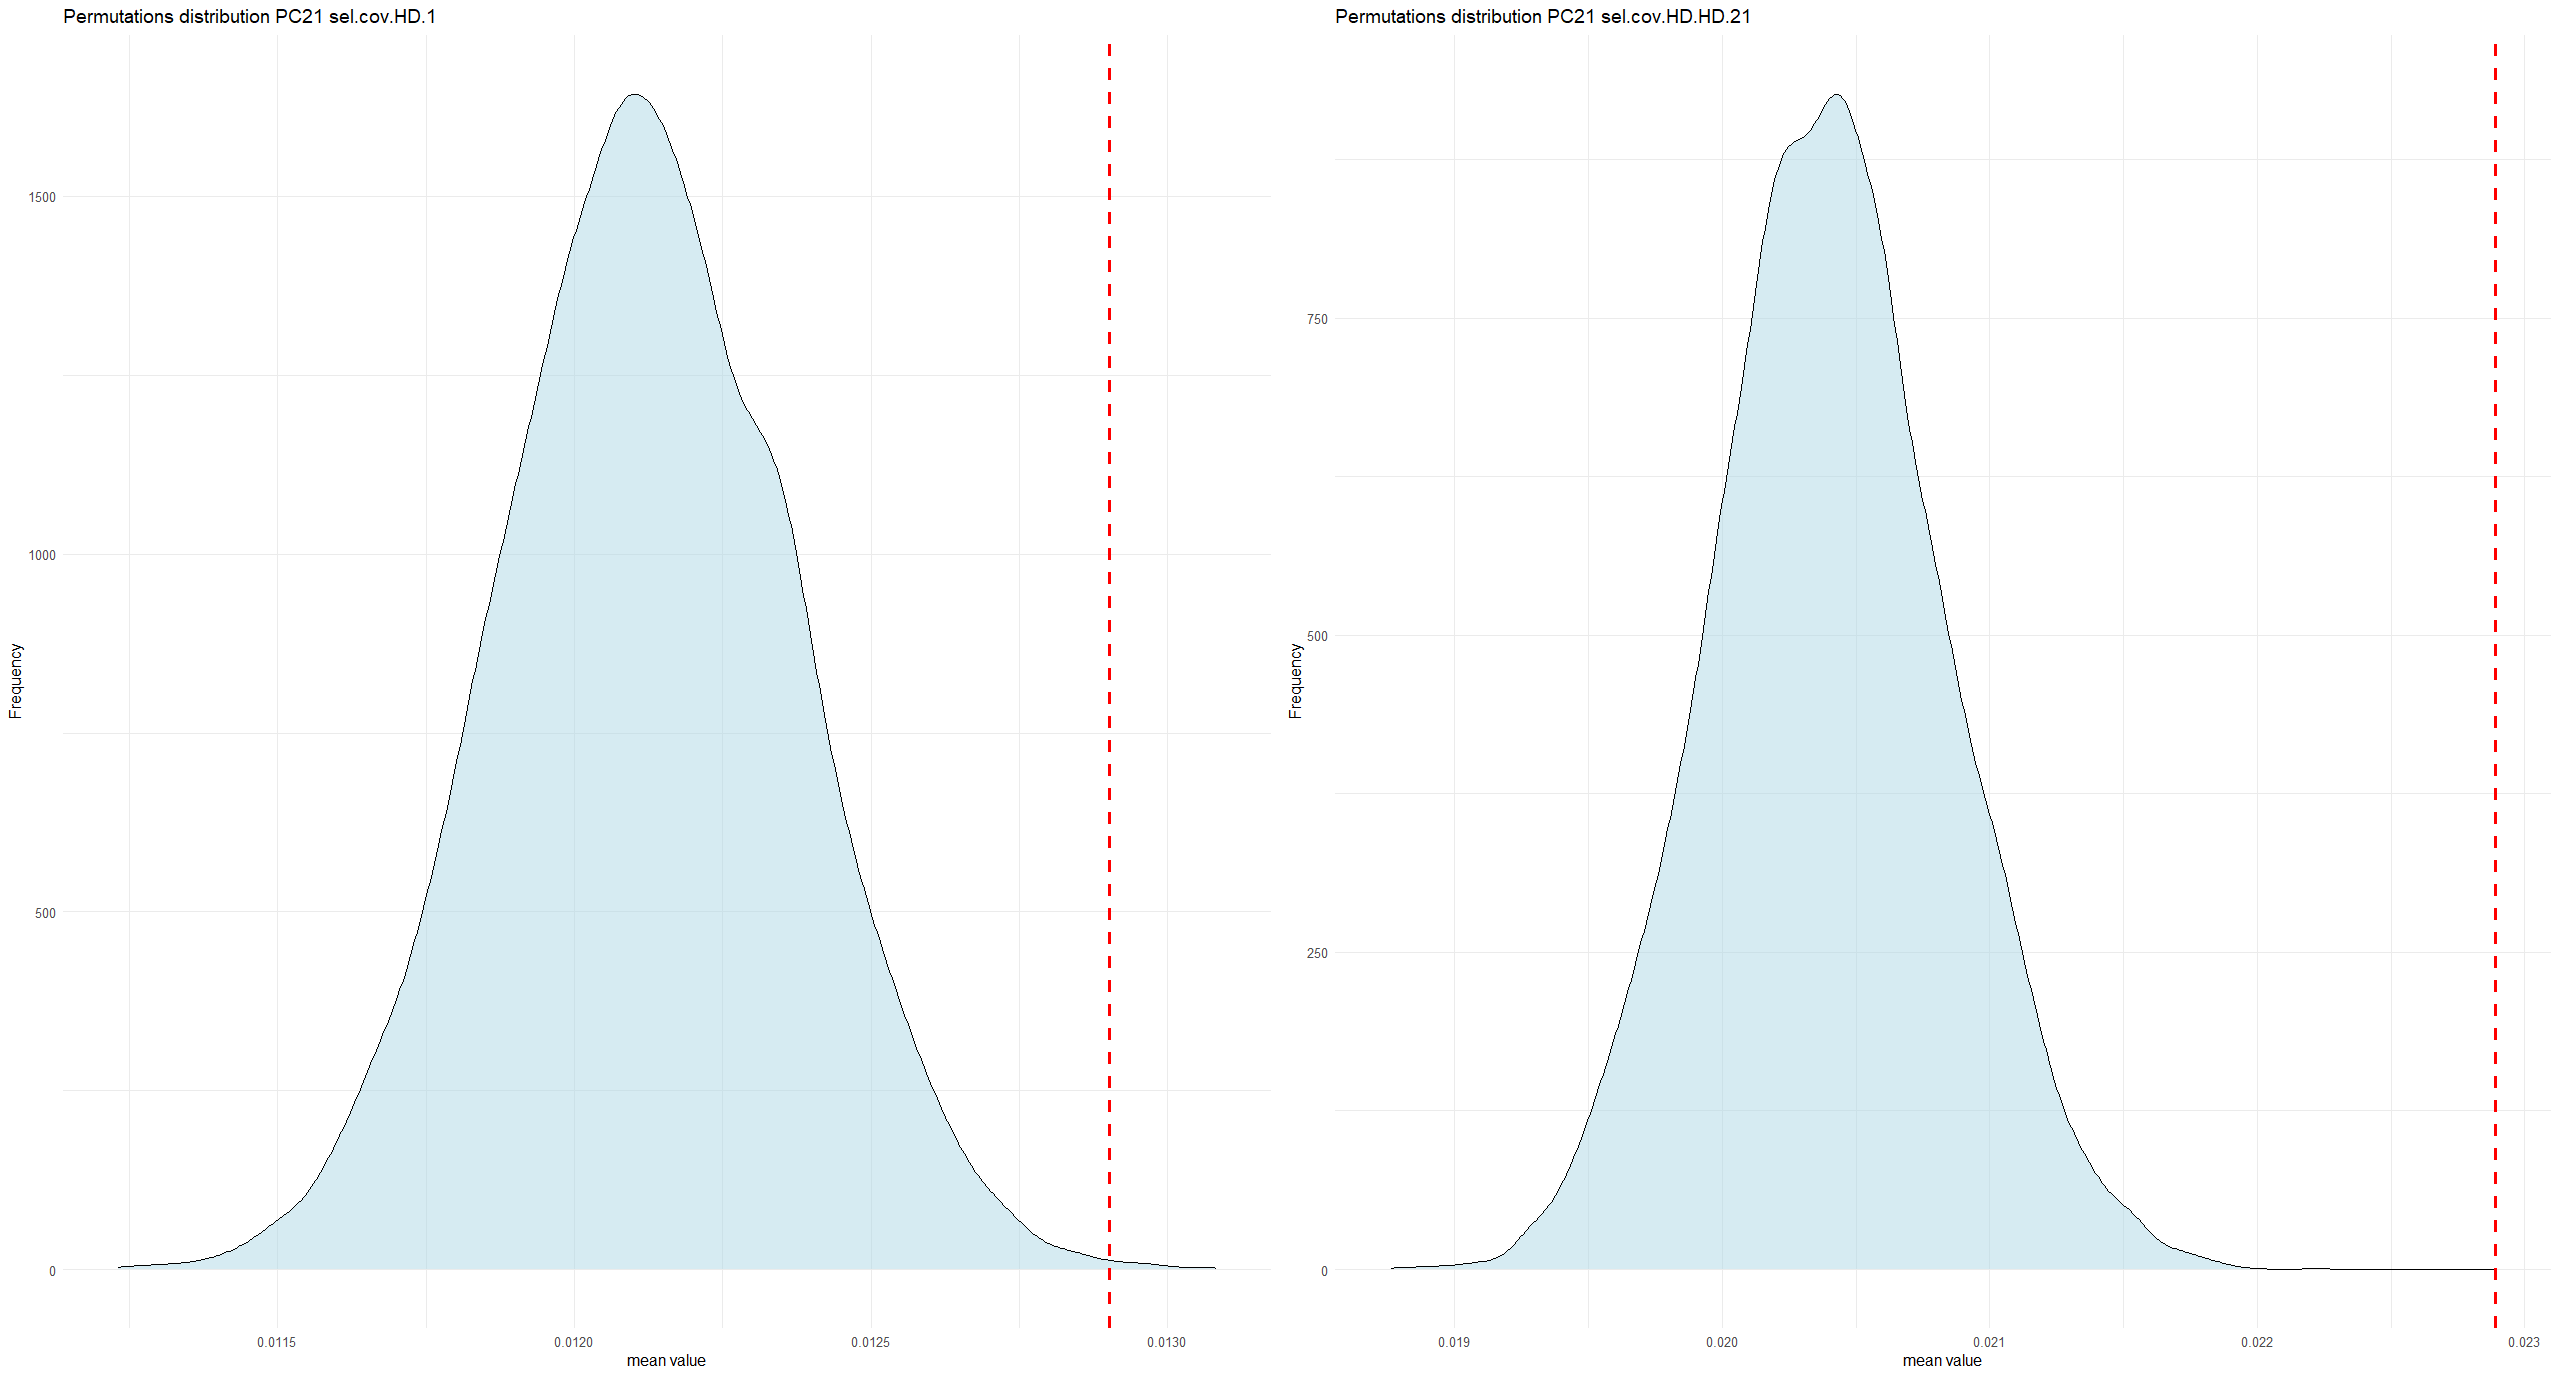 Permutations distribution PC21 sel.cov.HD.1
1500
1000
500
0
Frequency
0.0115 0.0120 0.0125 0.0130
mean value
Permutations distribution PC21 sel.cov.HD.HD.21
750
500
250
0
Frequency
0.019 0.020 0.021 0.022 0.023
mean value